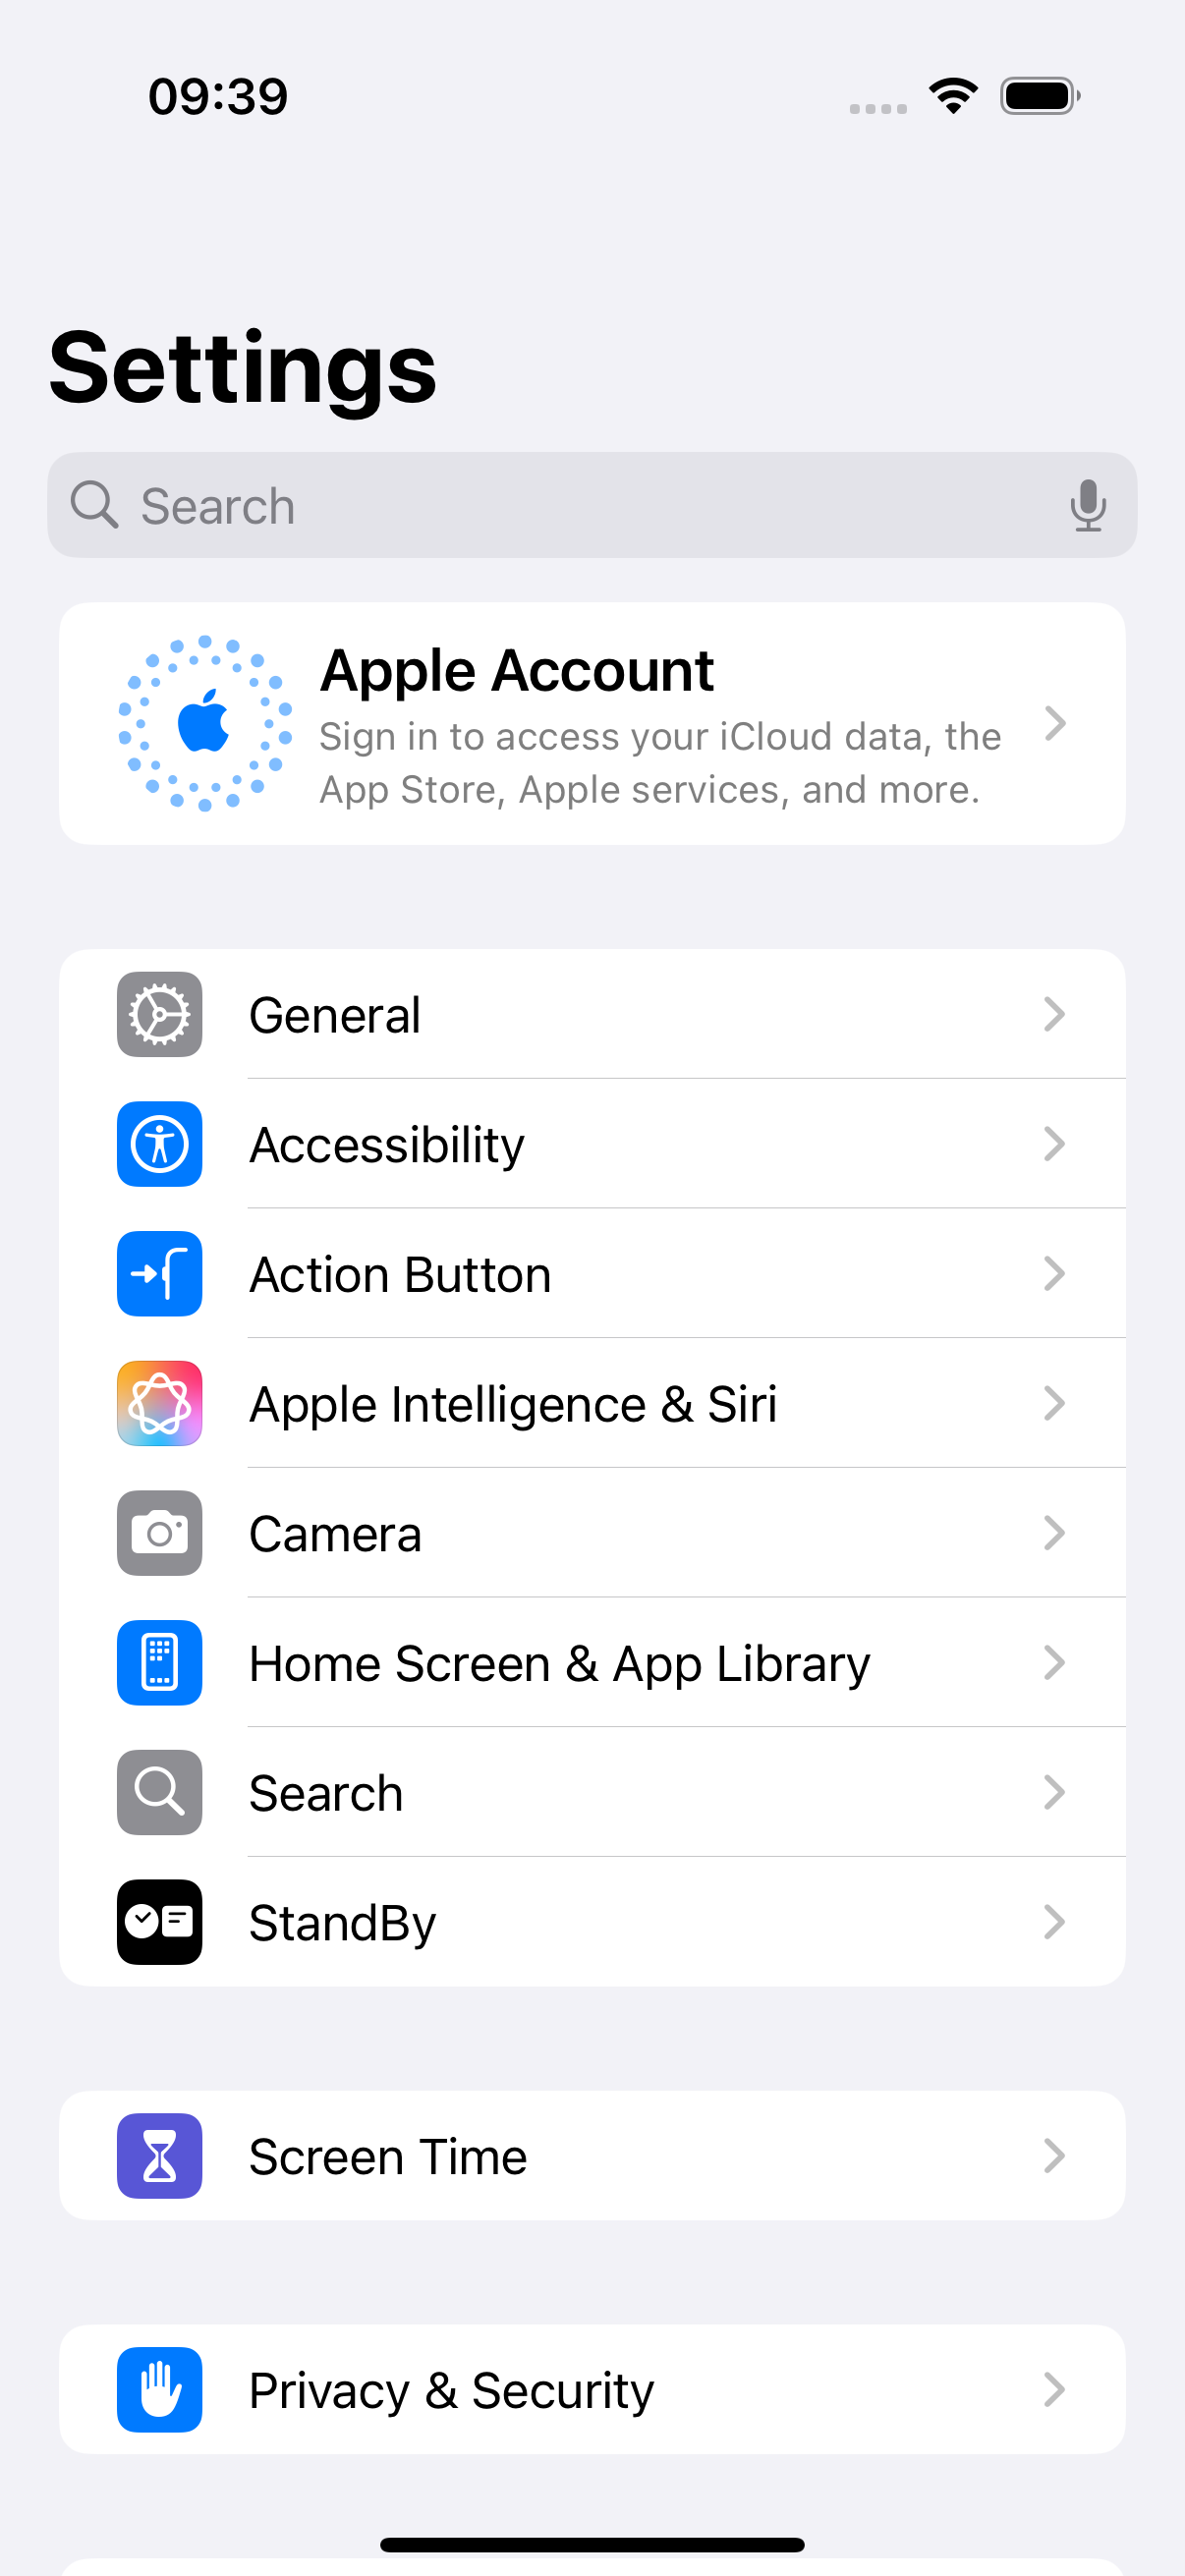 09:39
Settings
Search
Apple Account
Sign in to access your iCloud data, the
App Store, Apple services, and more.
General
Accessibility
Action Button
Apple Intelligence & Siri
Camera
Home Screen & App Library
Search
StandBy
Screen Time
Privacy & Security